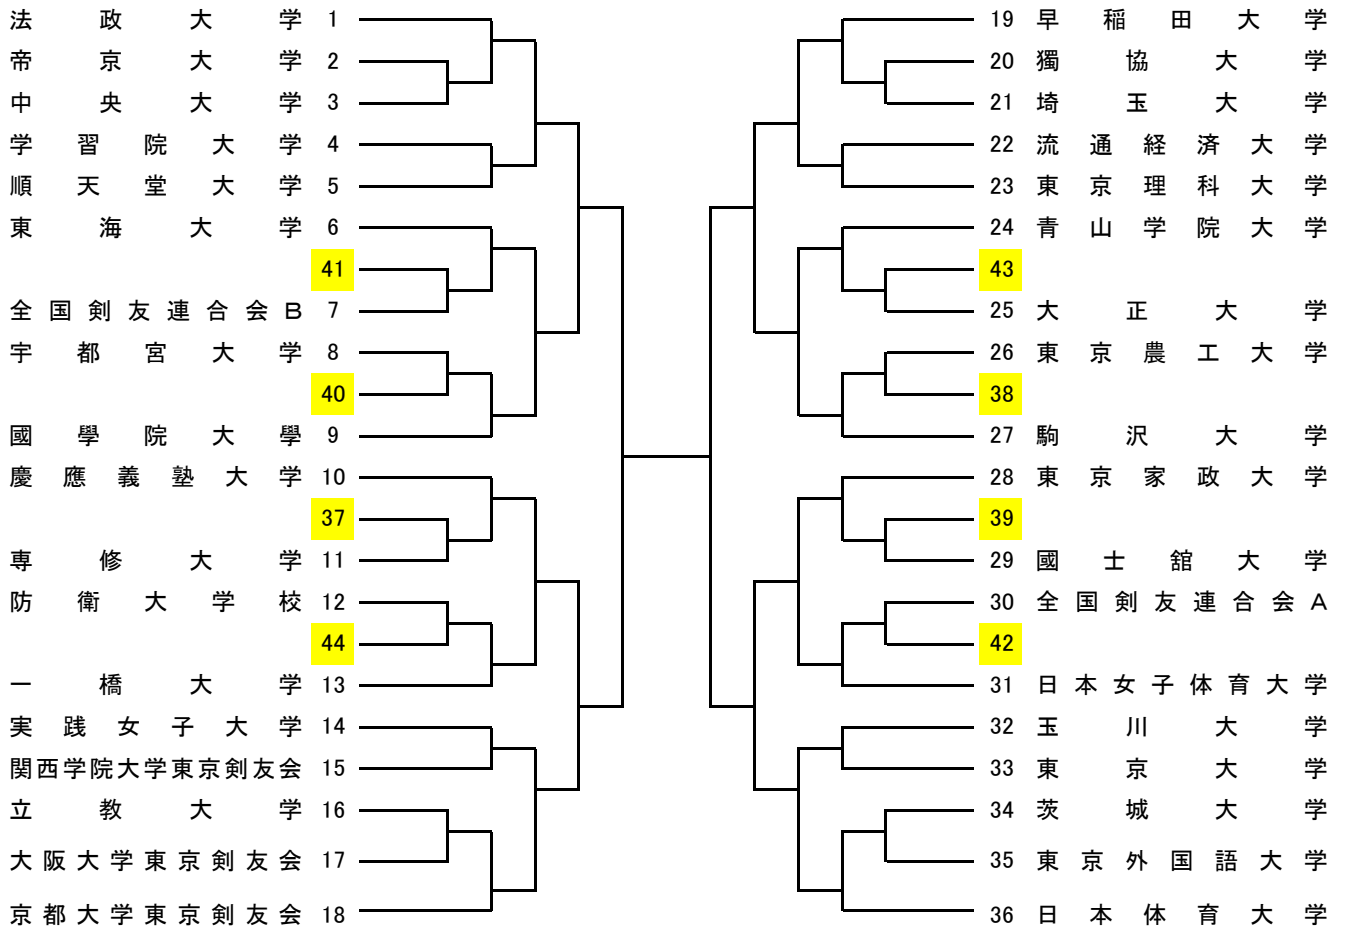 法政大学 1
帝京大学 2
中央大学 3
学習院大学 4
順天堂大学 5
東海大学 6
41
全国剣友連合会B 7
宇都宮大学 8
40
國學院大學 9
慶應義塾大学 10
37
専修大学 11
防衛大学校 12
44
一橋大学 13
実践女子大学 14
関西学院大学東京剣友会 15
立教大学 16
大阪大学東京剣友会 17
京都大学東京剣友会 18
19 早稲田大学
20 獨協大学
21 埼玉大学
22 流通経済大学
23 東京理科大学
24 青山学院大学
43
25 大正大学
26 東京農工大学
38
27 駒沢大学
28 東京家政大学
39
29 國士舘大学
30 全国剣友連合会A
42
31 日本女子体育大学
32 玉川大学
33 東京大学
34 茨城大学
35 東京外国語大学
36 日本体育大学